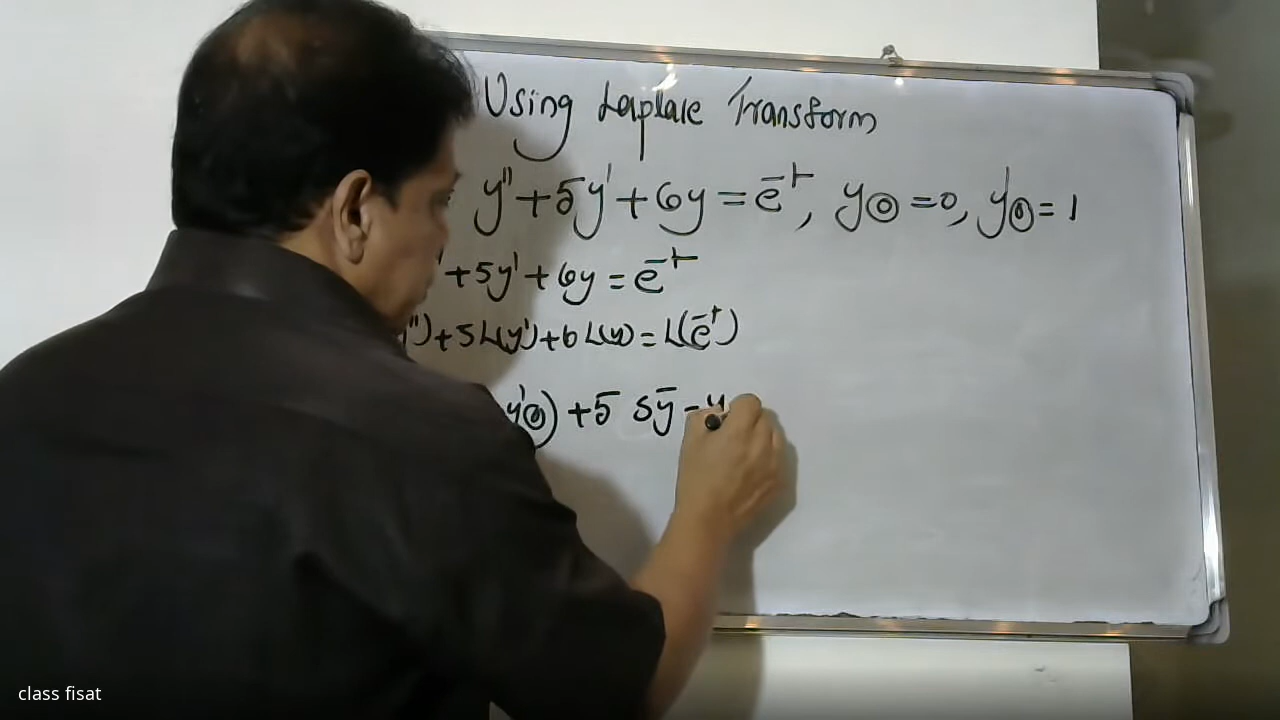 Using Laplace Transform
y'' + 5y' + 6y = e^-t, y(0) = 0, y'(0) = 1
' + 5y' + 6y = e^-t
'') + 5L(y') + 6L(y) = L(e^-t)
y'(0)) + 5 sȳ - y
class fisat